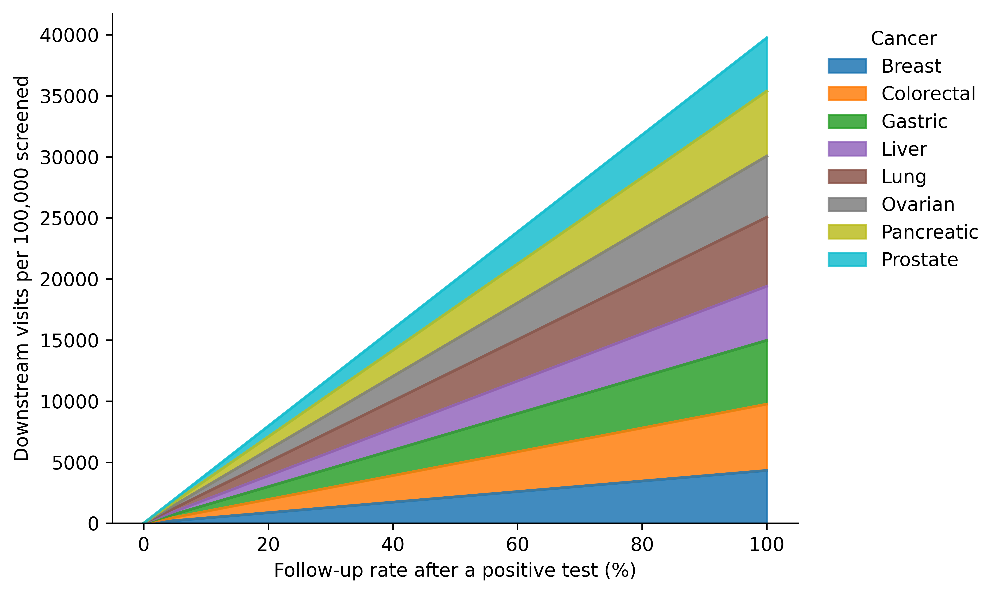 Downstream visits per 100,000 screened
40000
35000
30000
25000
20000
15000
10000
5000
0
0 20 40 60 80 100
Follow-up rate after a positive test (%)
Cancer
Breast
Colorectal
Gastric
Liver
Lung
Ovarian
Pancreatic
Prostate